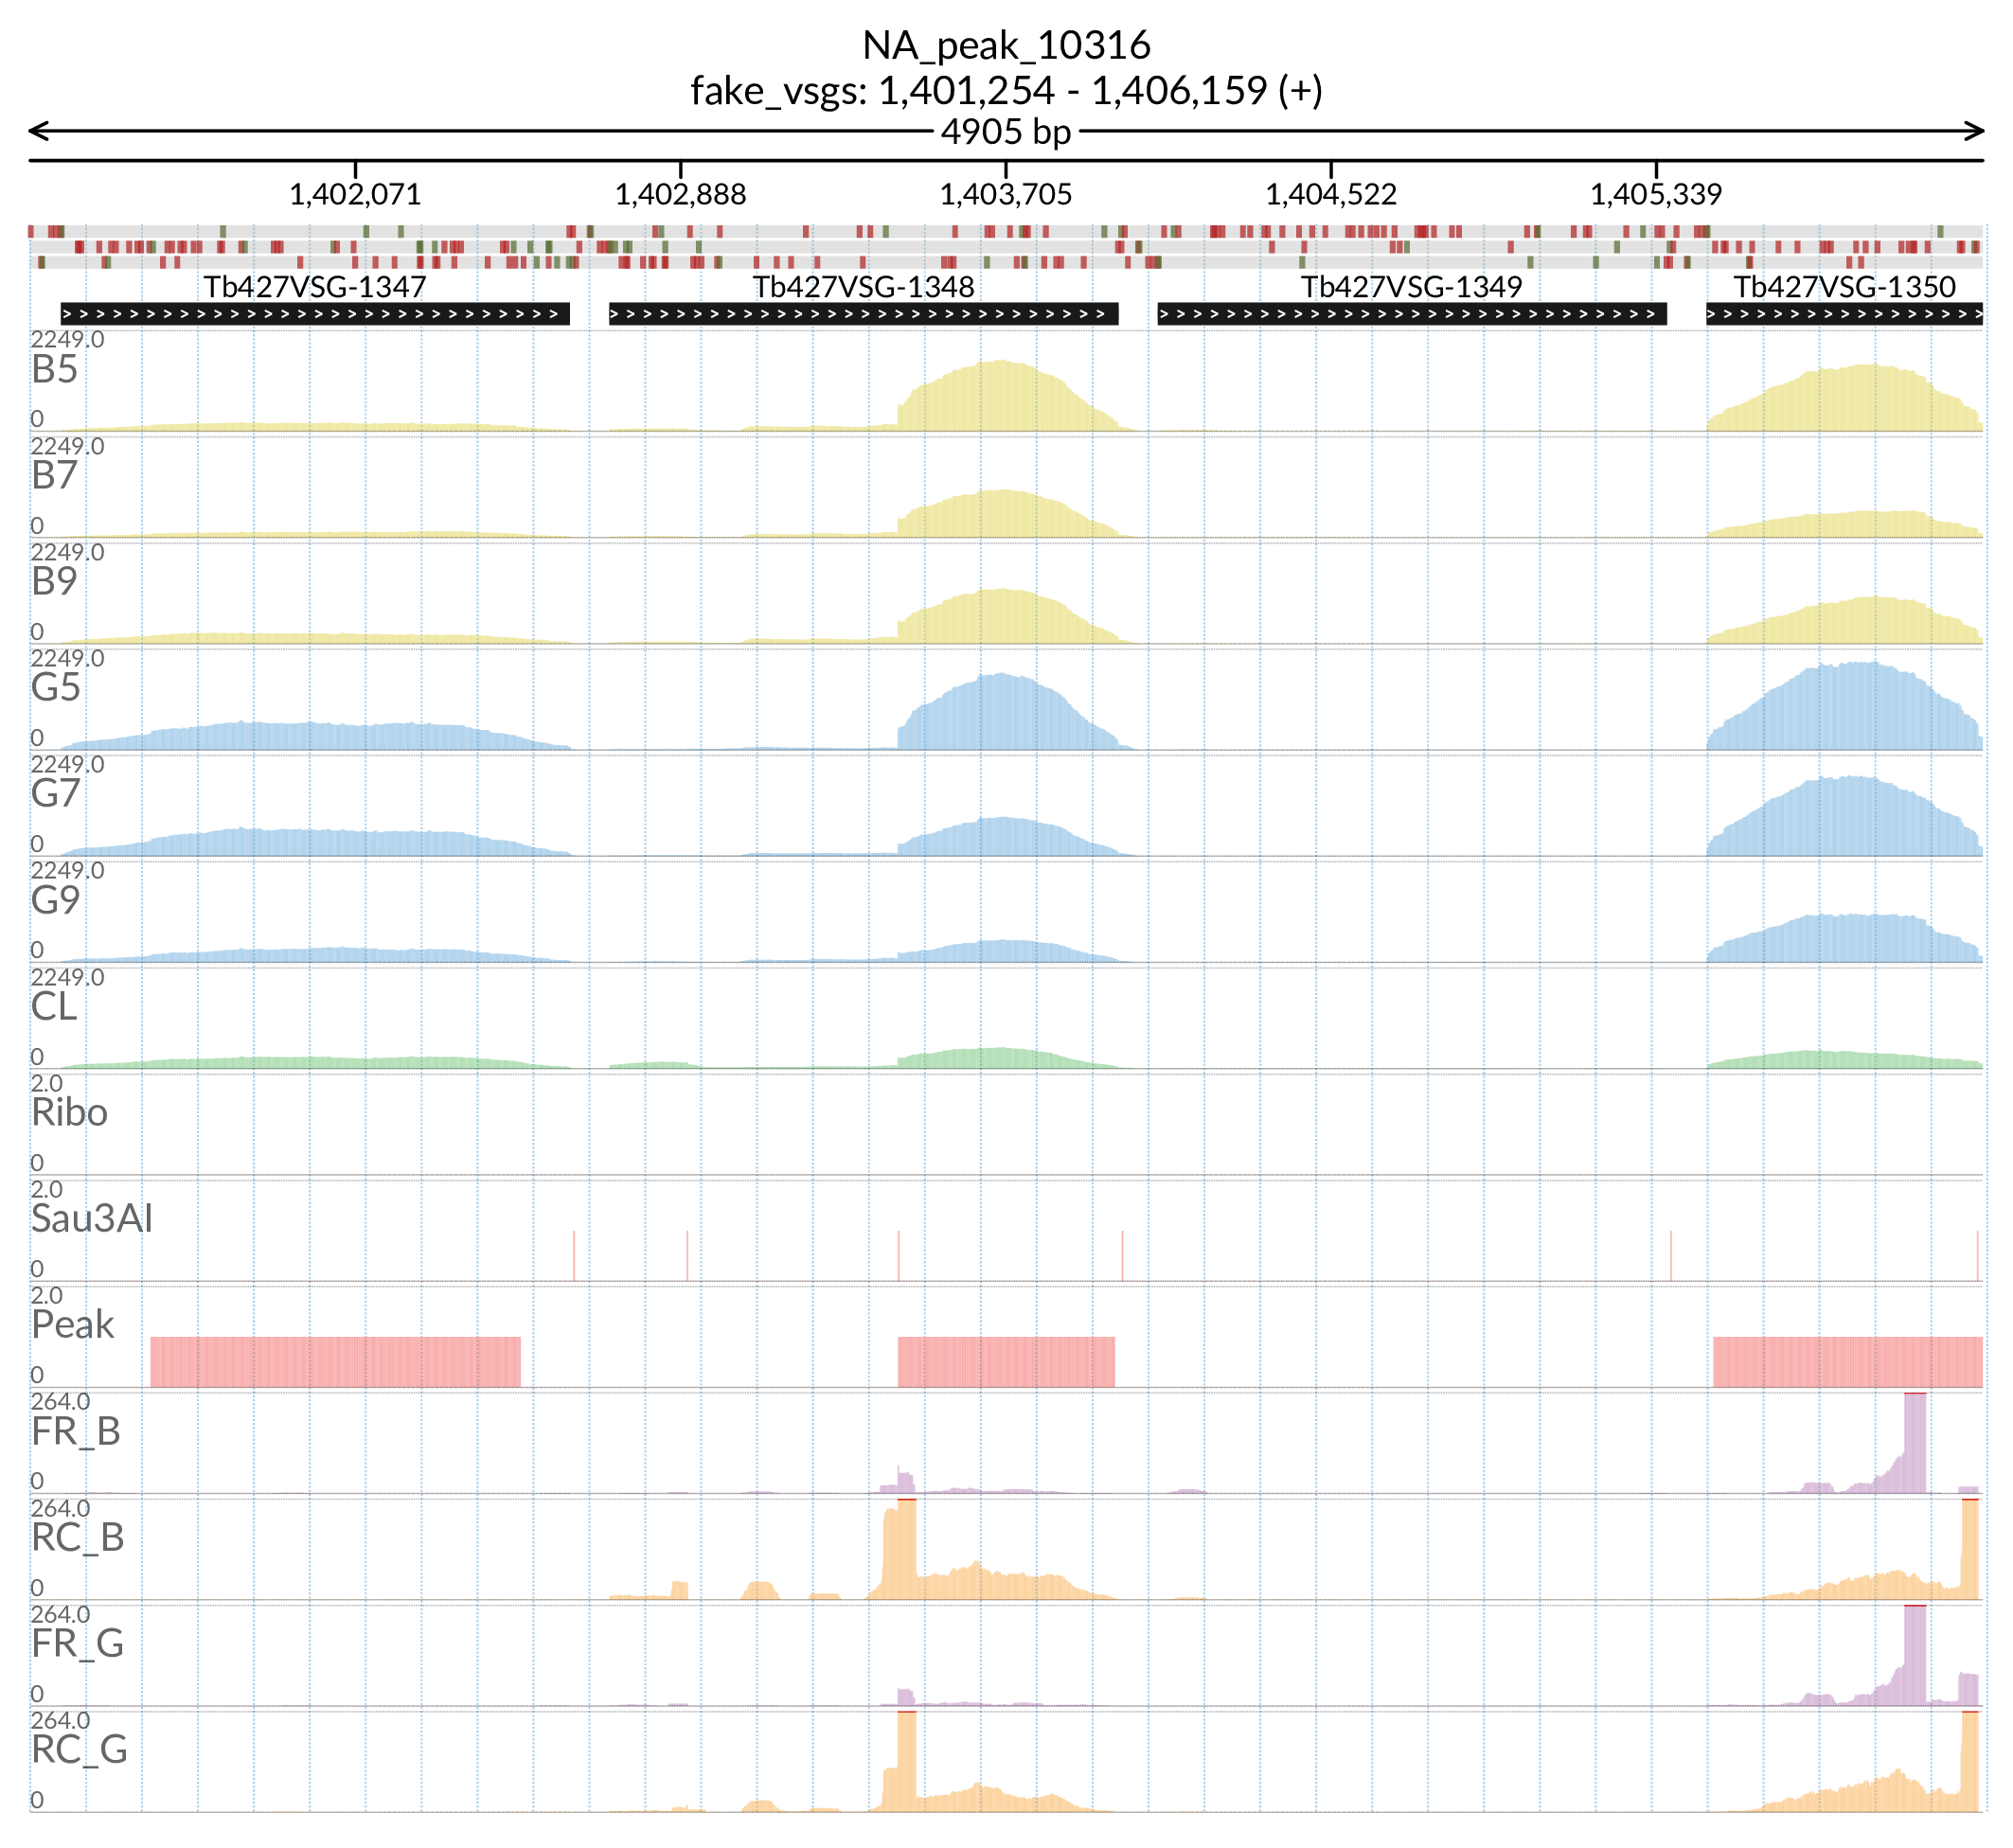 NA_peak_10316
fake_vsgs: 1,401,254 - 1,406,159 (+)
4905 bp
1,402,071 1,402,888 1,403,705 1,404,522 1,405,339
Tb427VSG-1347 Tb427VSG-1348 Tb427VSG-1349 Tb427VSG-1350
2249.0
B5
0
2249.0
B7
0
2249.0
B9
0
2249.0
G5
0
2249.0
G7
0
2249.0
G9
0
2249.0
CL
0
2.0
Ribo
0
2.0
Sau3AI
0
2.0
Peak
0
264.0
FR_B
0
264.0
RC_B
0
264.0
FR_G
0
264.0
RC_G
0